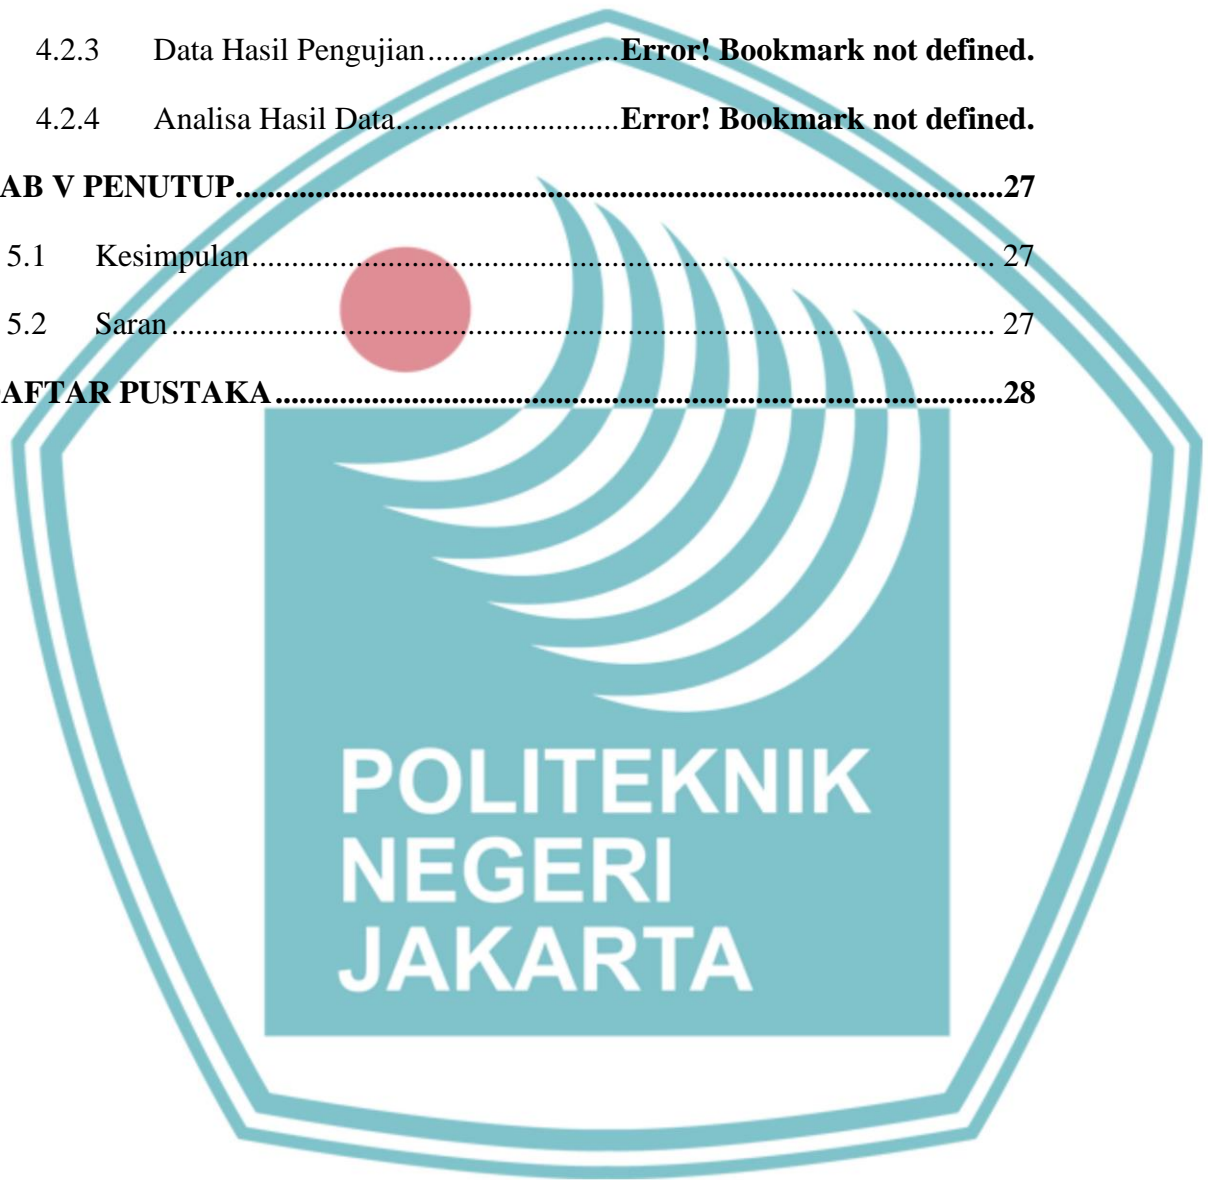 4.2.3 Data Hasil Pengujian........................Error! Bookmark not defined.
4.2.4 Analisa Hasil Data............................Error! Bookmark not defined.
AB V PENUTUP.................................................................................................27
5.1 Kesimpulan............................................................................................. 27
5.2 Saran....................................................................................................... 27
AFTAR PUSTAKA...........................................................................................28
POLITEKNIK
NEGERI
JAKARTA